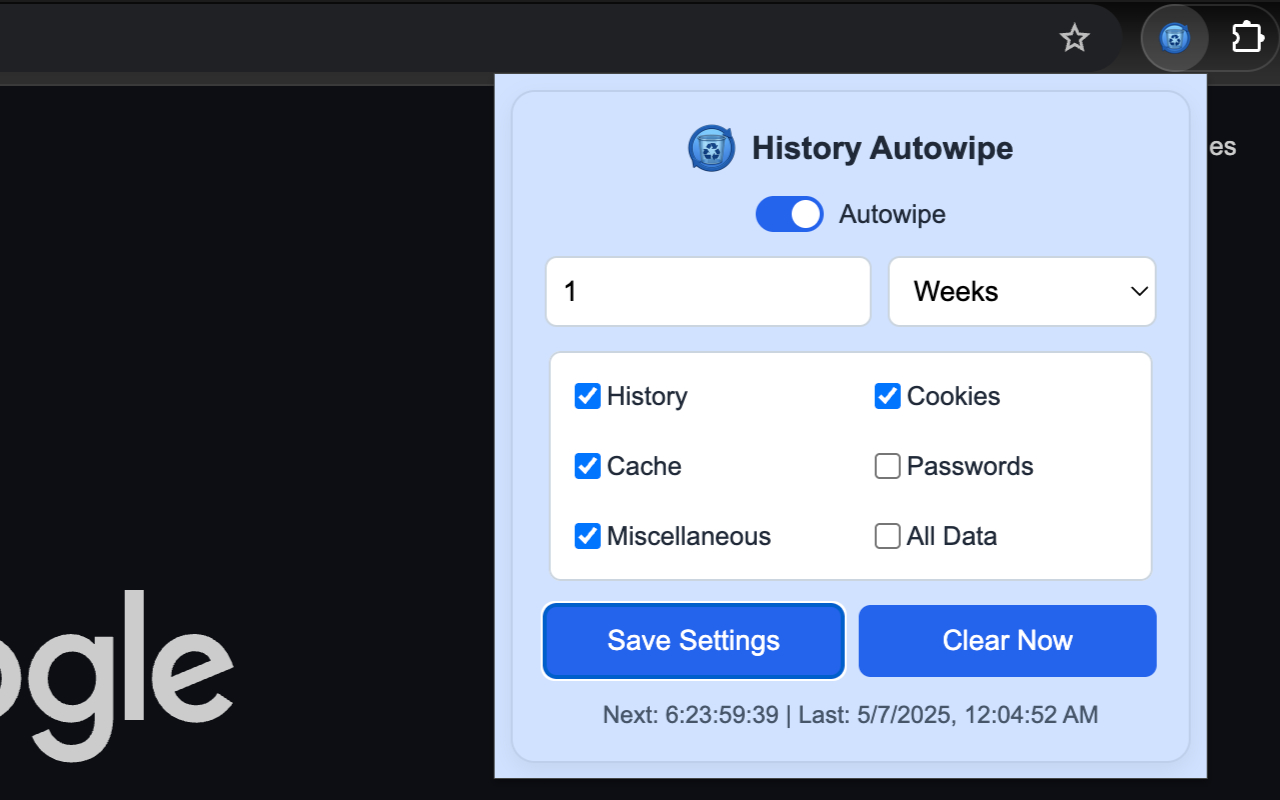 es
History Autowipe
Autowipe
1
Weeks
History
Cookies
Cache
Passwords
Miscellaneous
All Data
Save Settings
Clear Now
Next: 6:23:59:39 | Last: 5/7/2025, 12:04:52 AM
ogle